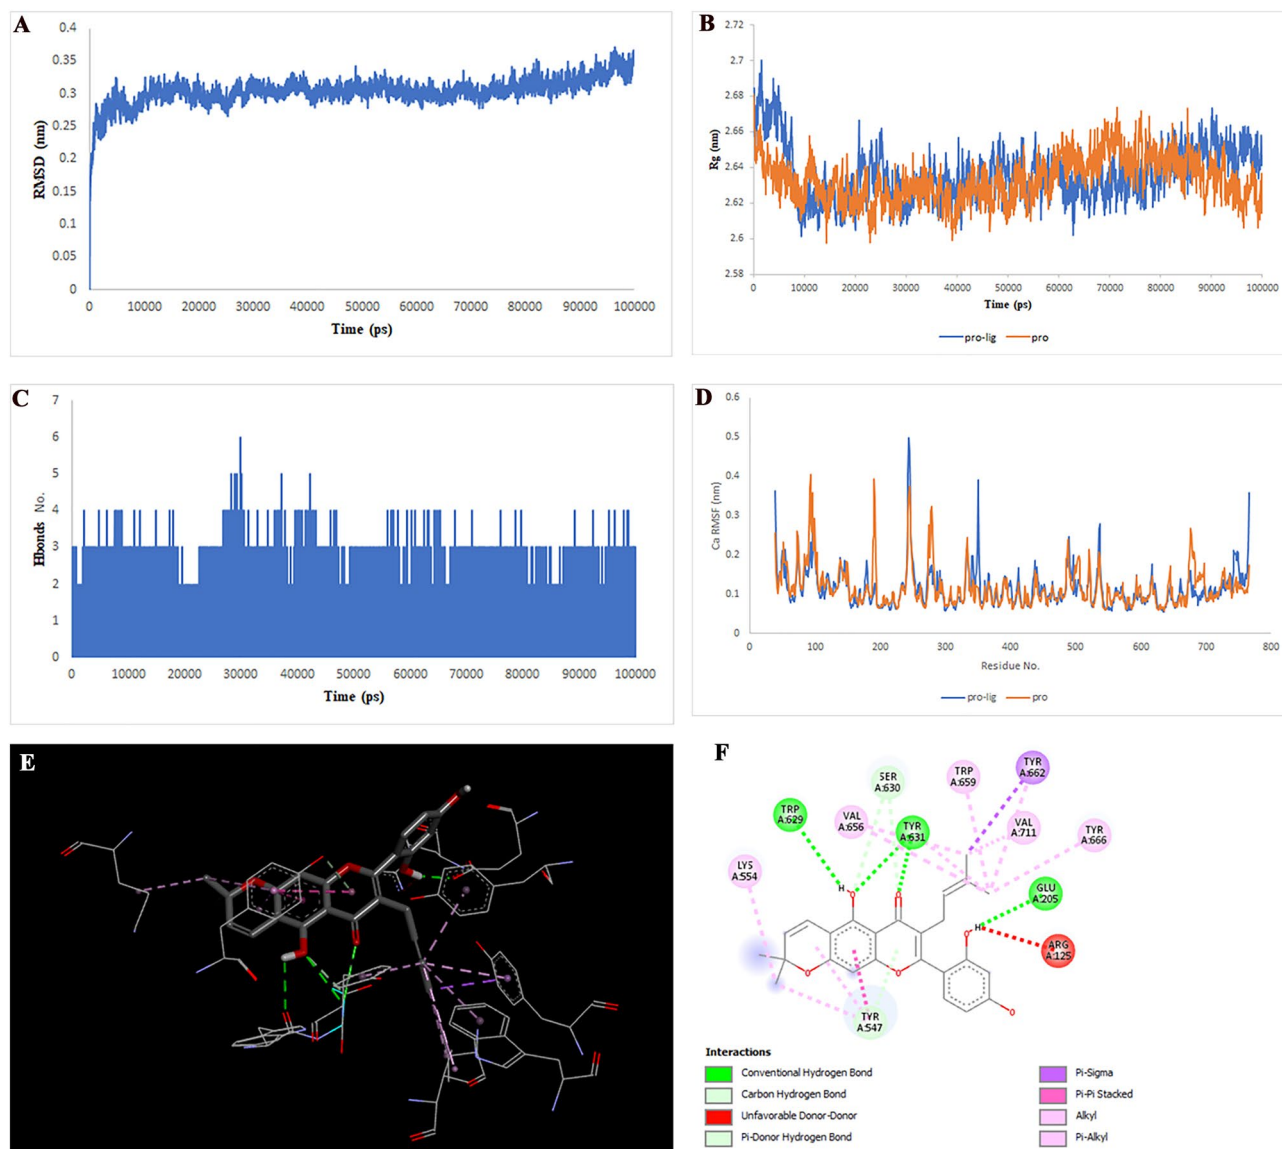 A
0.4
0.35
0.3
0.25
0.2
0.15
0.1
0.05
0
RMSD (nm)
0 10000 20000 30000 40000 50000 60000 70000 80000 90000 100000
Time (ps)
B
2.72
2.7
2.68
2.66
2.64
2.62
2.6
2.58
Rg (nm)
0 10000 20000 30000 40000 50000 60000 70000 80000 90000 100000
Time (ps)
pro-lig pro
C
7
6
5
4
3
2
1
0
Hbonds No.
0 10000 20000 30000 40000 50000 60000 70000 80000 90000 100000
Time (ps)
D
0.6
0.5
0.4
0.3
0.2
0.1
0
Ca RMSF (nm)
0 100 200 300 400 500 600 700 800
Residue No.
pro-lig pro
E
F
SER
A:630
TRP
A:659
TYR
A:662
TRP
A:629
VAL
A:656
TYR
A:631
VAL
A:711
TYR
A:666
LYS
A:554
GLU
A:205
ARG
A:125
TYR
A:547
H
O
O
H
O
O
O
O
Interactions
Conventional Hydrogen Bond
Carbon Hydrogen Bond
Unfavorable Donor-Donor
Pi-Donor Hydrogen Bond
Pi-Sigma
Pi-Pi Stacked
Alkyl
Pi-Alkyl